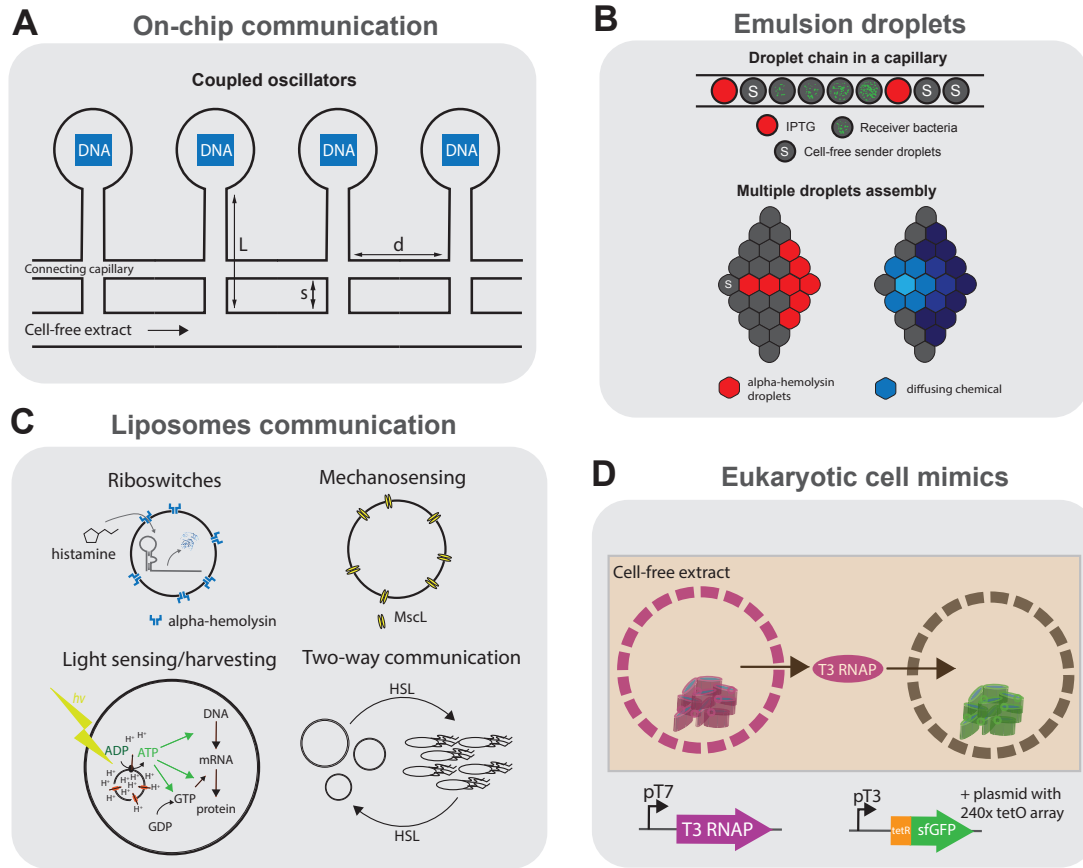 A
On-chip communication
Coupled oscillators
DNA
DNA
DNA
DNA
L
d
Connecting capillary
s
Cell-free extract
B
Emulsion droplets
Droplet chain in a capillary
S
S
S
IPTG
Receiver bacteria
S
Cell-free sender droplets
Multiple droplets assembly
S
alpha-hemolysin
droplets
diffusing chemical
C
Liposomes communication
Riboswitches
histamine
alpha-hemolysin
Mechanosensing
MscL
Light sensing/harvesting
hv
DNA
H+
H+
H+
ADP
ATP
H+
mRNA
H+
H+
H+
H+
H+
H+
H+
H+
H+
H+
GTP
GDP
protein
Two-way communication
HSL
HSL
D
Eukaryotic cell mimics
Cell-free extract
T3 RNAP
pT7
T3 RNAP
pT3
tetR
sfGFP
+ plasmid with
240x tetO array